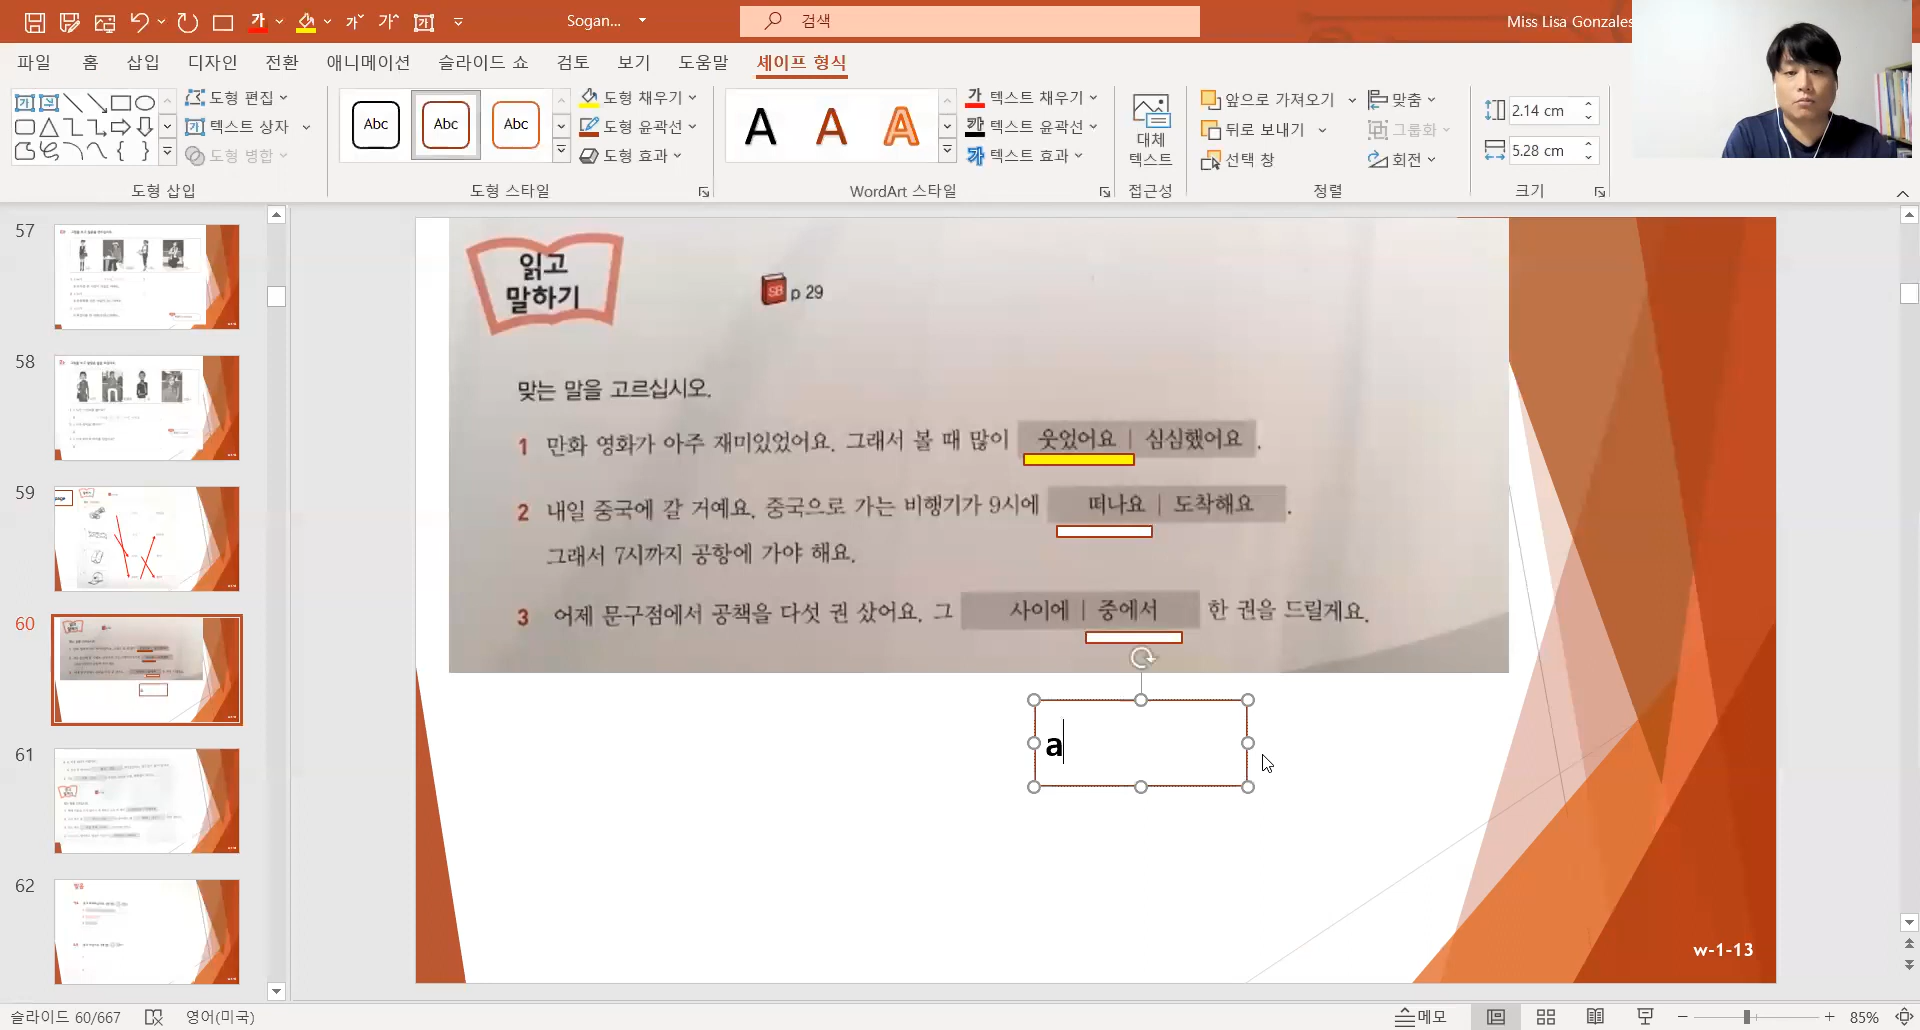 Sogan...
검색
Miss Lisa Gonzales
파일 홈 삽입 디자인 전환 애니메이션 슬라이드 쇼 검토 보기 도움말 셰이프 형식
도형 편집
텍스트 상자
도형 병합
도형 삽입
Abc Abc Abc
도형 채우기
도형 윤곽선
도형 효과
도형 스타일
A A A
텍스트 채우기
텍스트 윤곽선
텍스트 효과
WordArt 스타일
대체
텍스트
접근성
앞으로 가져오기
뒤로 보내기
선택 창
맞춤
그룹화
회전
정렬
2.14 cm
5.28 cm
크기
57
58
59
60
61
62
읽고
말하기
SB p 29
맞는 말을 고르십시오.
1 만화 영화가 아주 재미있었어요. 그래서 볼 때 많이 웃었어요 | 심심했어요 .
2 내일 중국에 갈 거예요. 중국으로 가는 비행기가 9시에 떠나요 | 도착해요 .
그래서 7시까지 공항에 가야 해요.
3 어제 문구점에서 공책을 다섯 권 샀어요. 그 사이에 | 중에서 한 권을 드릴게요.
a
w-1-13
슬라이드 60/667 영어(미국)
메모
85%